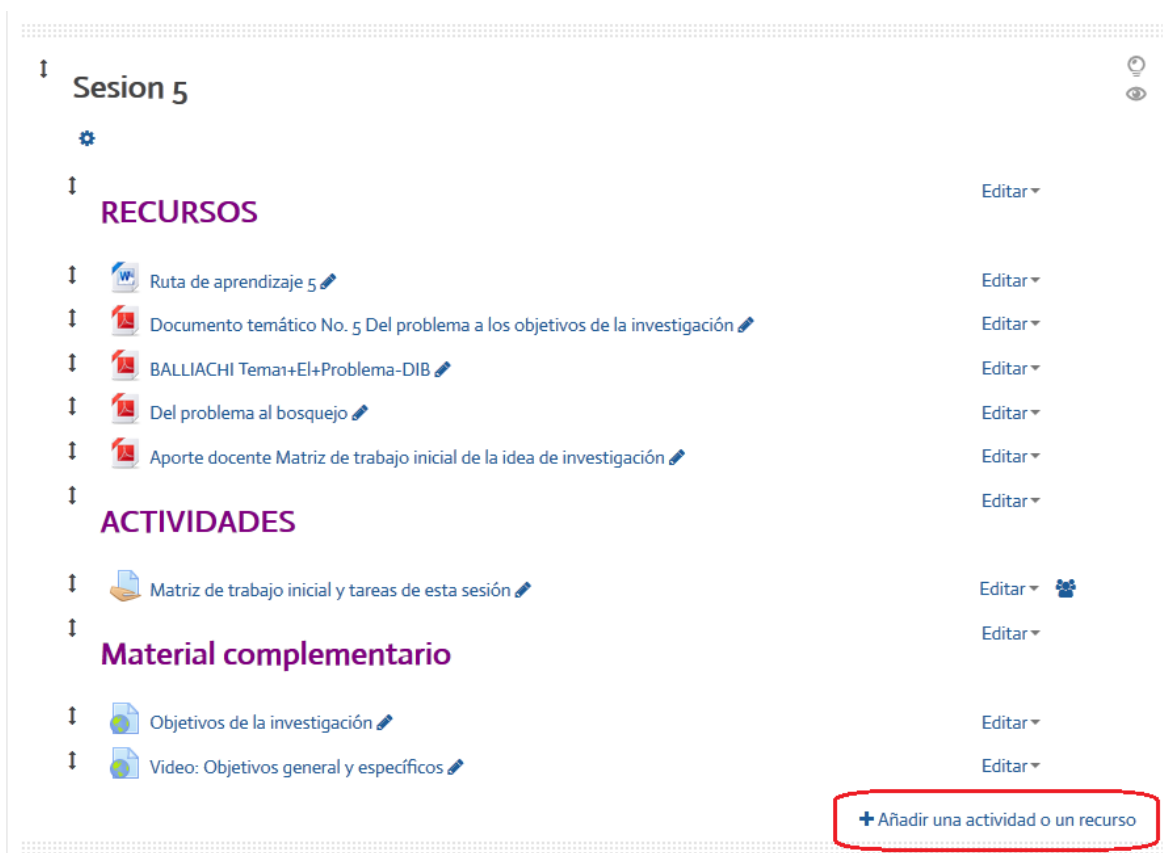 Sesion 5
RECURSOS
Editar
Ruta de aprendizaje 5
Editar
Documento temático No. 5 Del problema a los objetivos de la investigación
Editar
BALLIACHI Tema1+El+Problema-DIB
Editar
Del problema al bosquejo
Editar
Aporte docente Matriz de trabajo inicial de la idea de investigación
Editar
ACTIVIDADES
Editar
Matriz de trabajo inicial y tareas de esta sesión
Editar
Material complementario
Editar
Objetivos de la investigación
Editar
Video: Objetivos general y específicos
Editar
+ Añadir una actividad o un recurso